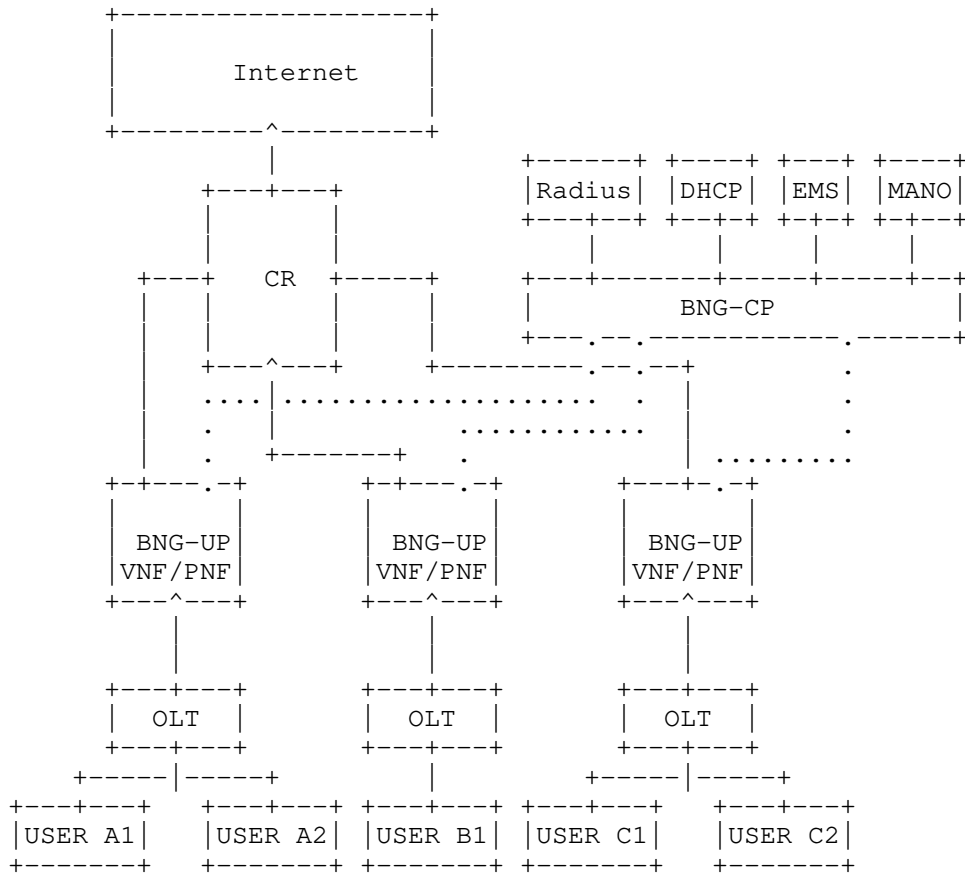 Internet
Radius DHCP EMS MANO
CR
BNG-CP
BNG-UP BNG-UP BNG-UP
VNF/PNF VNF/PNF VNF/PNF
OLT OLT OLT
USER A1 USER A2 USER B1 USER C1 USER C2